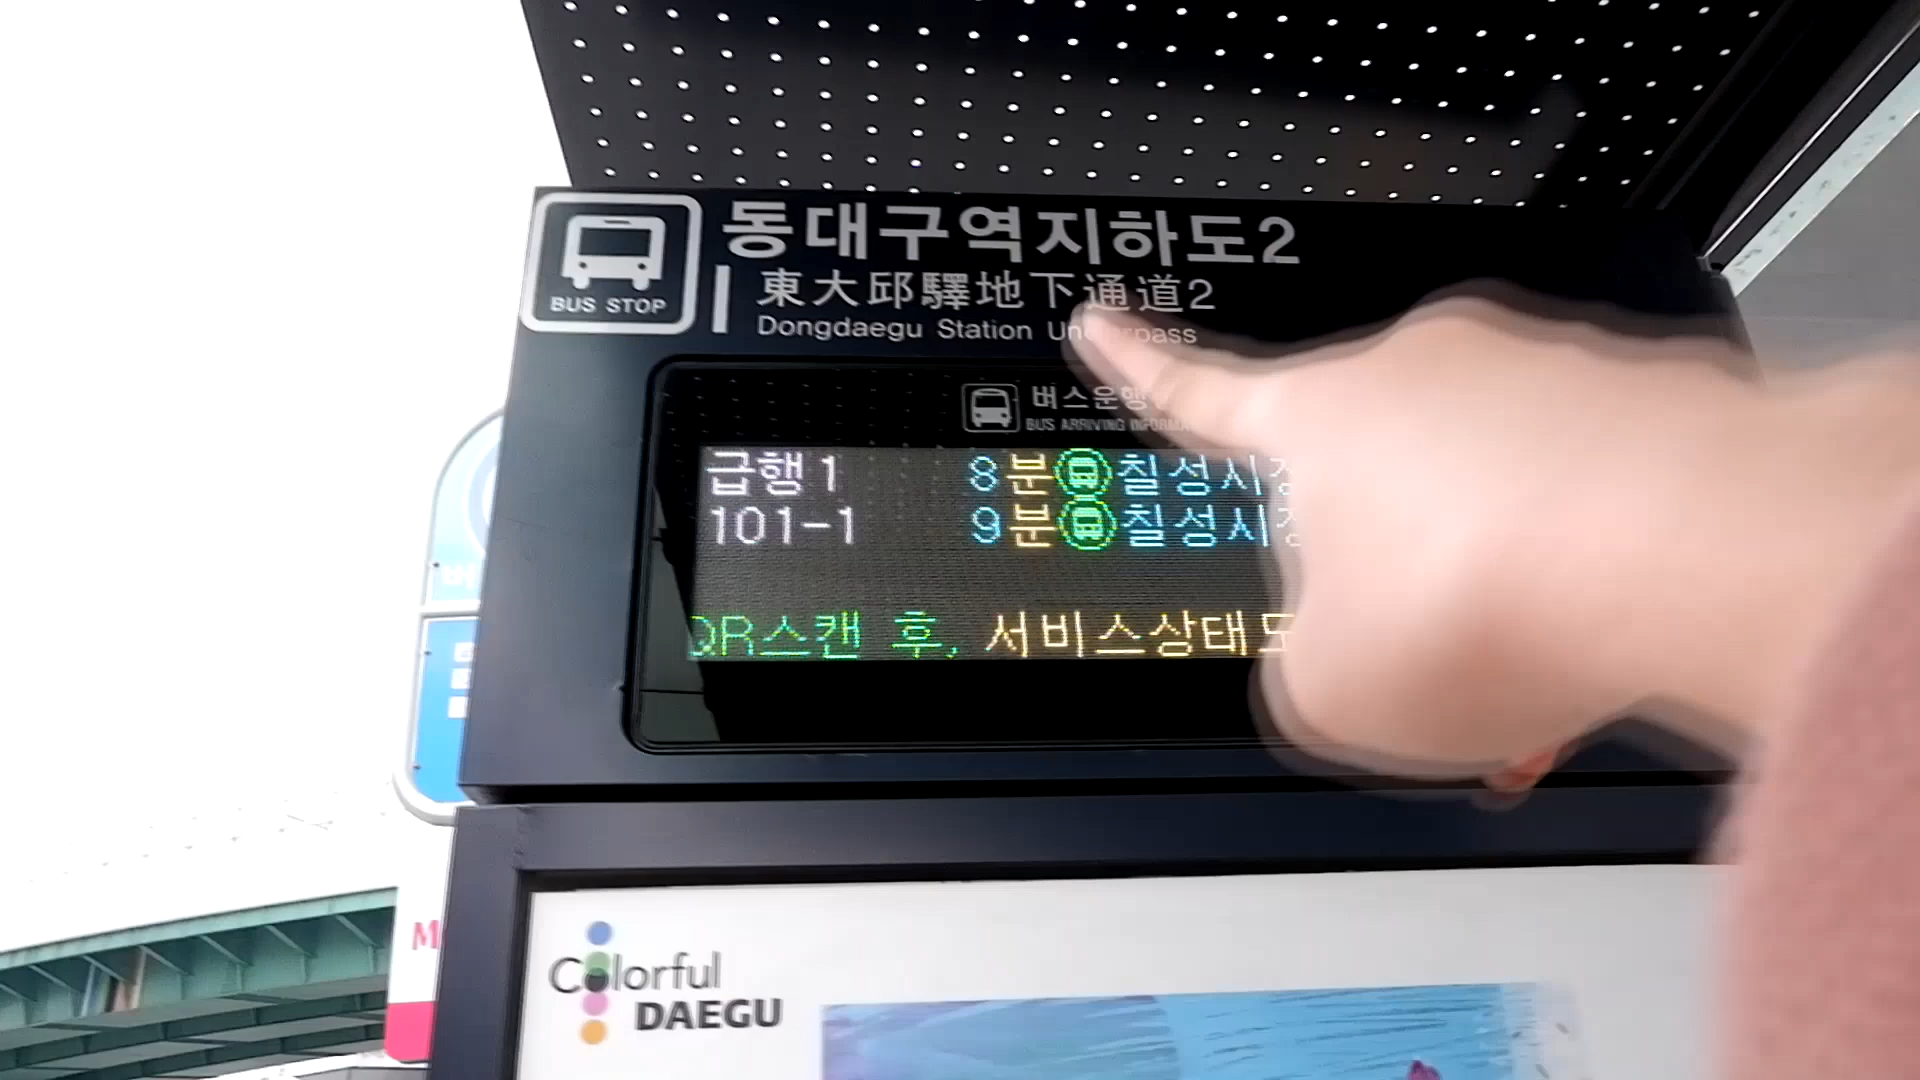 동대구역지하도2
東大邱驛地下通道2
Dongdaegu Station Underpass
BUS STOP
버스운행
BUS ARRIVING
급행1 8분 칠성시장
101-1 9분 칠성시장
QR스캔 후, 서비스상태
Colorful
DAEGU